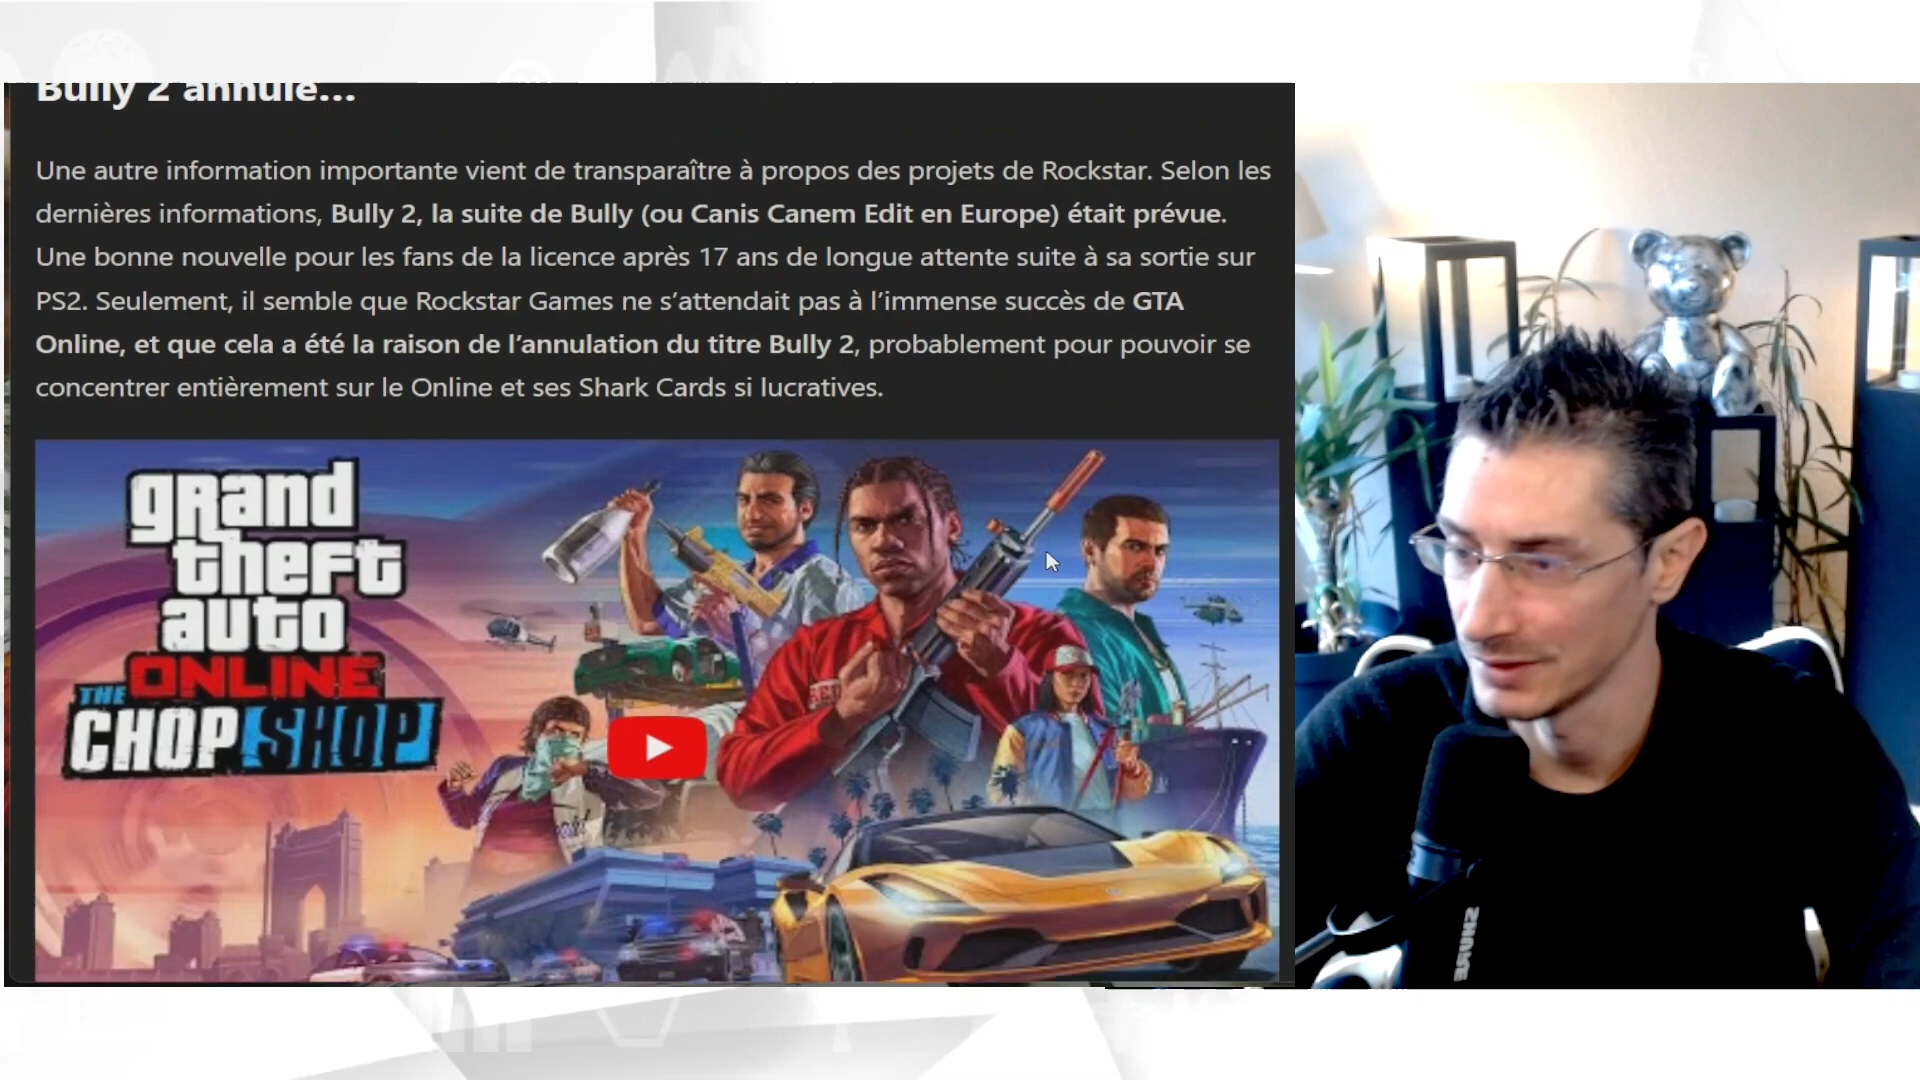 Bully 2 annulé...
Une autre information importante vient de transparaître à propos des projets de Rockstar. Selon les
dernières informations, Bully 2, la suite de Bully (ou Canis Canem Edit en Europe) était prévue.
Une bonne nouvelle pour les fans de la licence après 17 ans de longue attente suite à sa sortie sur
PS2. Seulement, il semble que Rockstar Games ne s’attendait pas à l’immense succès de GTA
Online, et que cela a été la raison de l’annulation du titre Bully 2, probablement pour pouvoir se
concentrer entièrement sur le Online et ses Shark Cards si lucratives.
grand
theft
auto
ONLINE
THE
CHOP SHOP
SHURE